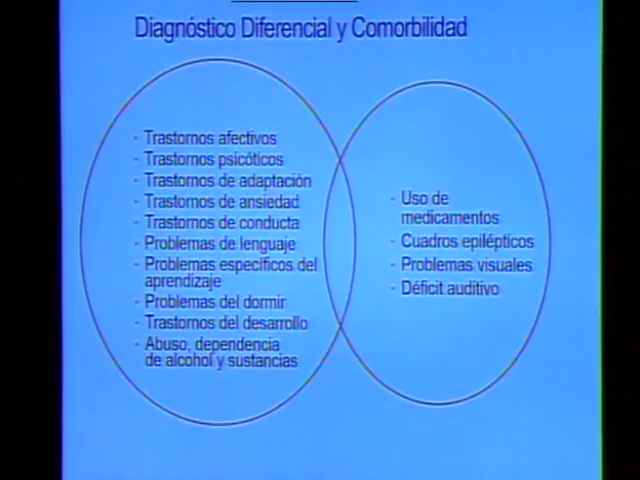 Diagnóstico Diferencial y Comorbilidad
- Trastornos afectivos
- Trastornos psicóticos
- Trastornos de adaptación
- Trastornos de ansiedad
- Trastornos de conducta
- Problemas de lenguaje
- Problemas específicos del
aprendizaje
- Problemas del dormir
- Trastornos del desarrollo
- Abuso, dependencia
de alcohol y sustancias
- Uso de
medicamentos
- Cuadros epilépticos
- Problemas visuales
- Déficit auditivo